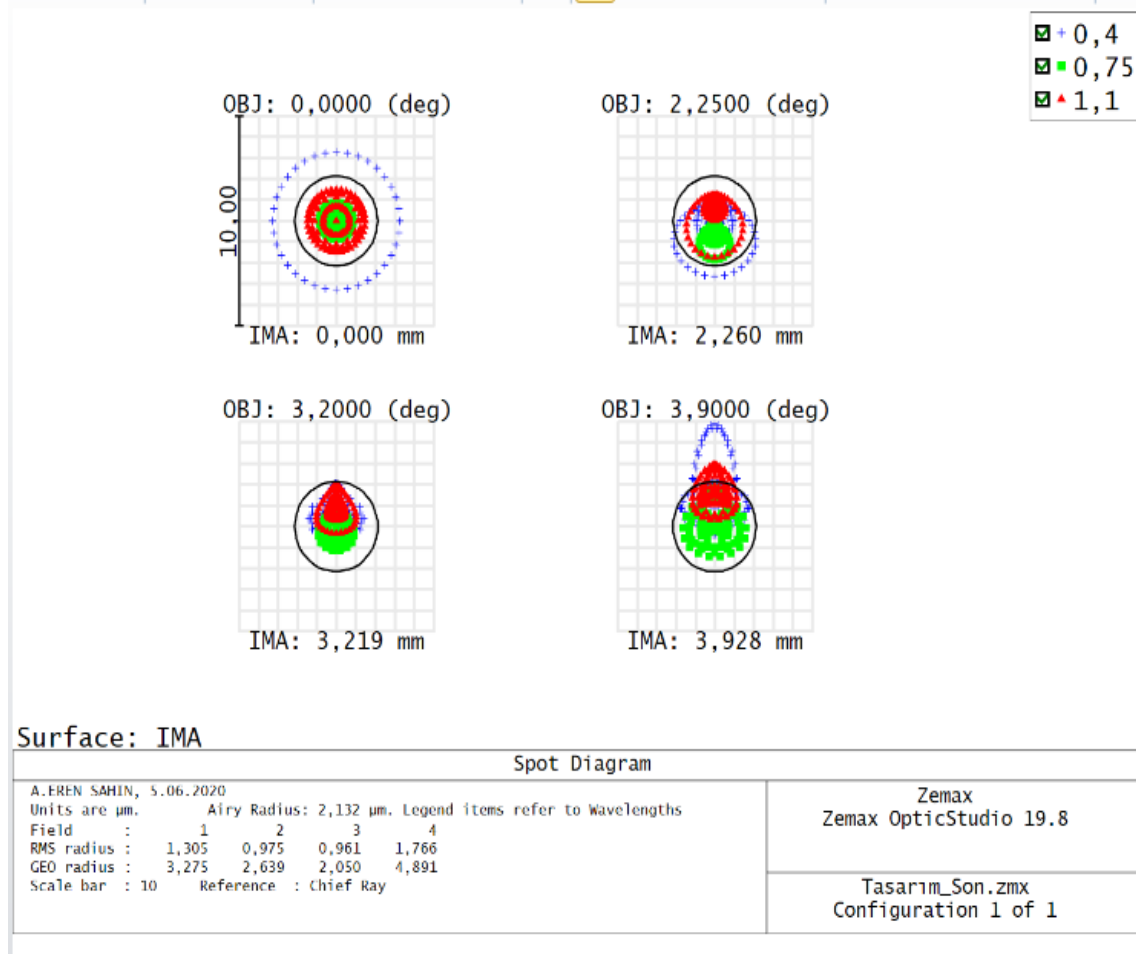 + 0,4
0,75
1,1
OBJ: 0,0000 (deg)
OBJ: 2,2500 (deg)
10,00
IMA: 0,000 mm
IMA: 2,260 mm
OBJ: 3,2000 (deg)
OBJ: 3,9000 (deg)
IMA: 3,219 mm
IMA: 3,928 mm
Surface: IMA
Spot Diagram
A.EREN SAHIN, 5.06.2020
Units are µm. Airy Radius: 2,132 µm. Legend items refer to Wavelengths
Field : 1 2 3 4
RMS radius : 1,305 0,975 0,961 1,766
GEO radius : 3,275 2,639 2,050 4,891
Scale bar : 10 Reference : Chief Ray
Zemax
Zemax OpticStudio 19.8
Tasarım_Son.zmx
Configuration 1 of 1